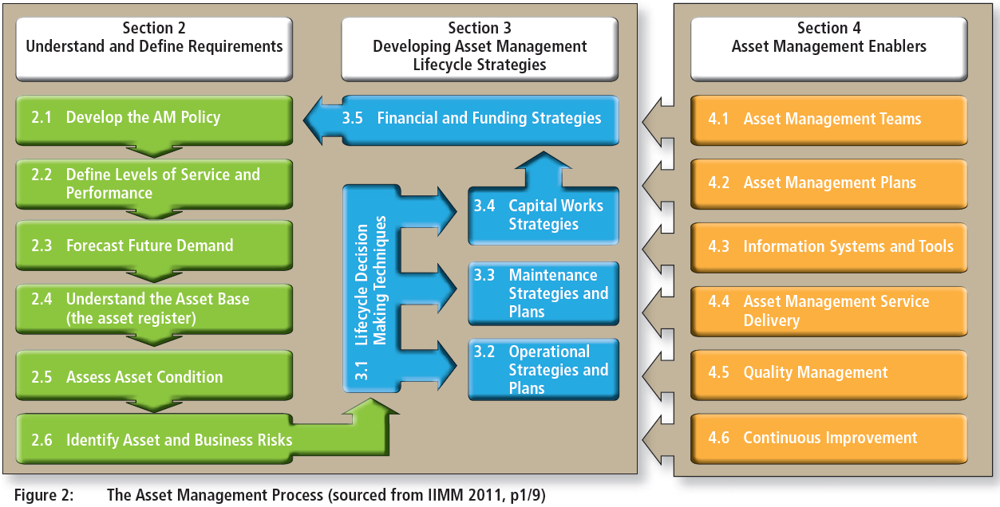 Section 2
Understand and Define Requirements
2.1 Develop the AM Policy
2.2 Define Levels of Service and
Performance
2.3 Forecast Future Demand
2.4 Understand the Asset Base
(the asset register)
2.5 Assess Asset Condition
2.6 Identify Asset and Business Risks
Section 3
Developing Asset Management
Lifecycle Strategies
3.5 Financial and Funding Strategies
3.1 Lifecycle Decision
Making Techniques
3.4 Capital Works
Strategies
3.3 Maintenance
Strategies and
Plans
3.2 Operational
Strategies and
Plans
Section 4
Asset Management Enablers
4.1 Asset Management Teams
4.2 Asset Management Plans
4.3 Information Systems and Tools
4.4 Asset Management Service
Delivery
4.5 Quality Management
4.6 Continuous Improvement
Figure 2: The Asset Management Process (sourced from IIMM 2011, p1/9)